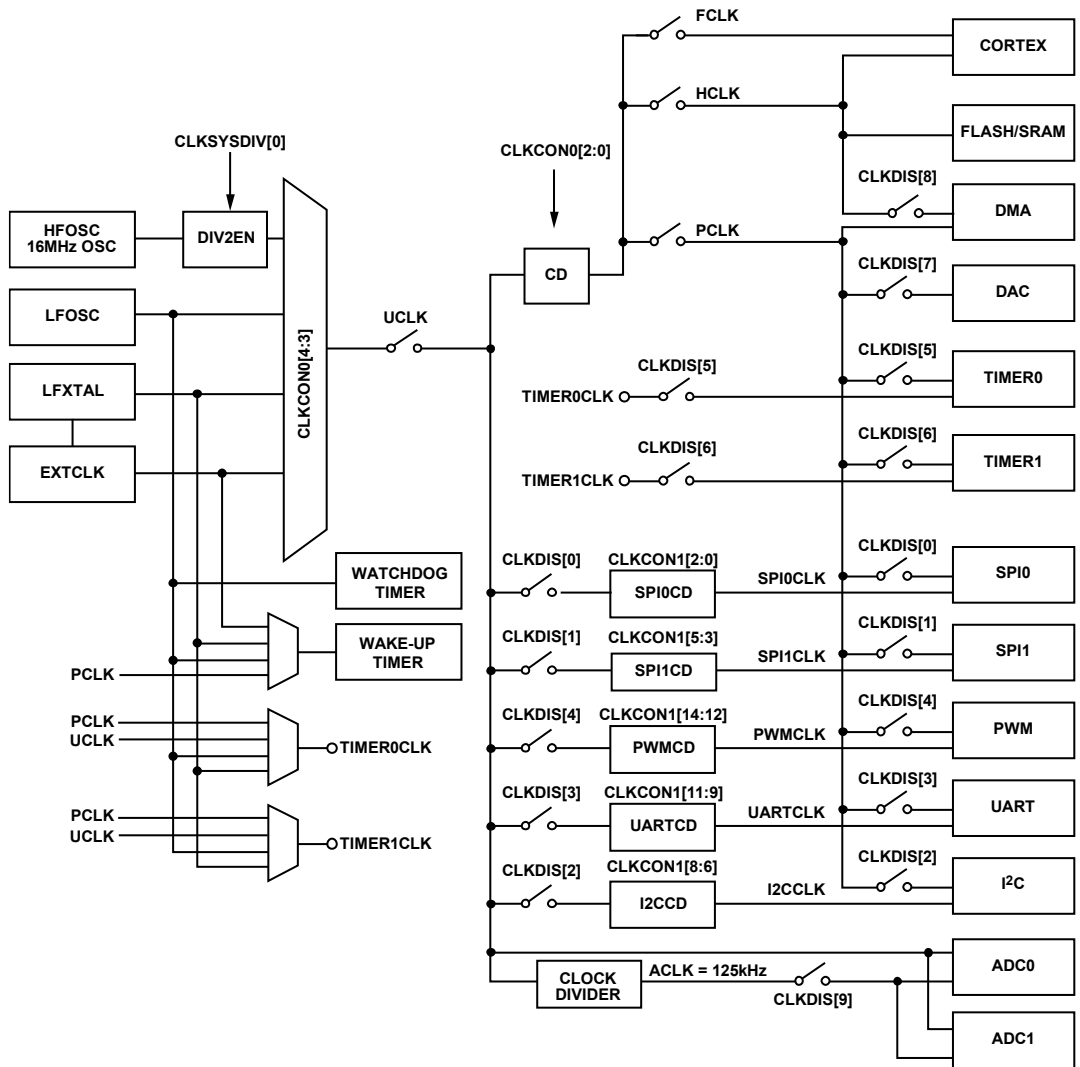 FCLK
CORTEX
HCLK
CLKSYSDIV[0]
CLKCON0[2:0]
FLASH/SRAM
CLKDIS[8]
DMA
HFOSC
16MHz OSC
DIV2EN
PCLK
CD
CLKDIS[7]
DAC
LFOSC
UCLK
CLKCON0[4:3]
CLKDIS[5]
CLKDIS[5]
TIMER0
LFXTAL
TIMER0CLK
CLKDIS[6]
CLKDIS[6]
TIMER1
EXTCLK
TIMER1CLK
CLKDIS[0]
CLKCON1[2:0]
CLKDIS[0]
WATCHDOG
TIMER
SPI0CD
SPI0CLK
SPI0
CLKDIS[1]
CLKCON1[5:3]
CLKDIS[1]
WAKE-UP
TIMER
SPI1CD
SPI1CLK
SPI1
PCLK
CLKDIS[4]
CLKCON1[14:12]
CLKDIS[4]
PCLK
UCLK
TIMER0CLK
PWMCD
PWMCLK
PWM
CLKDIS[3]
CLKCON1[11:9]
CLKDIS[3]
PCLK
UCLK
TIMER1CLK
UARTCD
UARTCLK
UART
CLKDIS[2]
CLKCON1[8:6]
CLKDIS[2]
I2CCD
I2CCLK
I2C
ADC0
CLOCK
DIVIDER
ACLK = 125kHz
CLKDIS[9]
ADC1